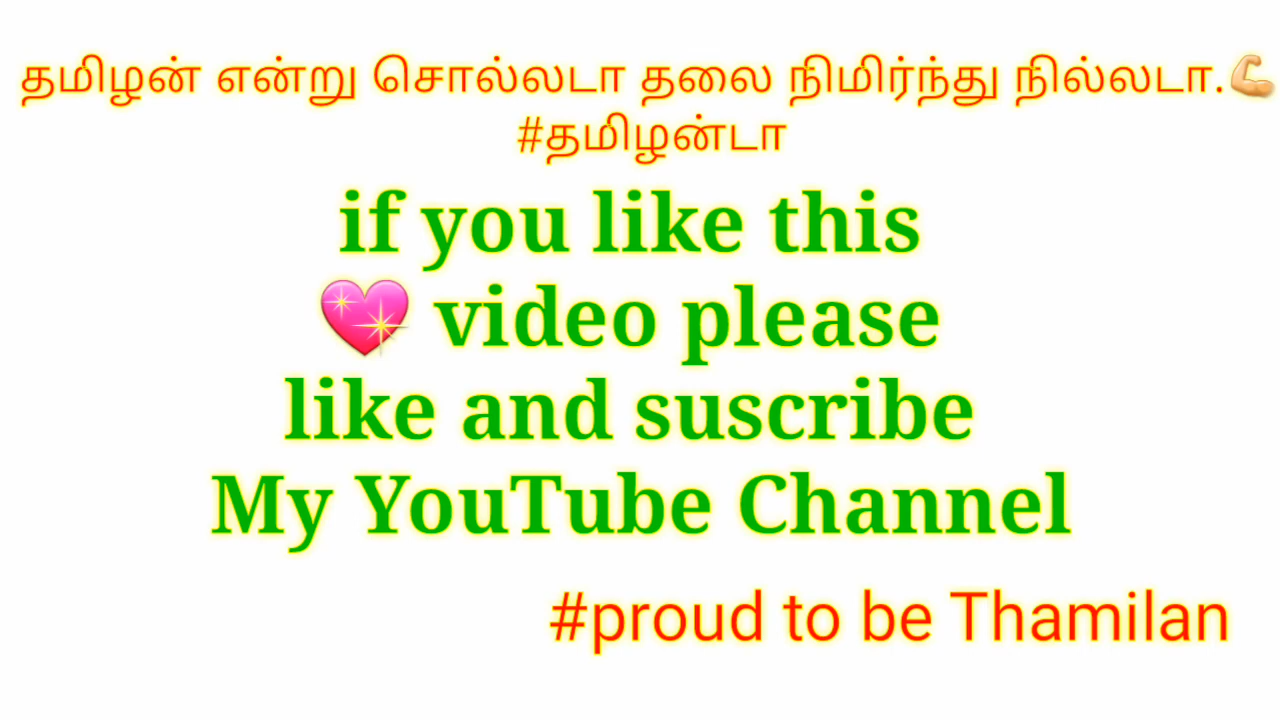 தமிழன் என்று சொல்லடா தலை நிமிர்ந்து நில்லடா.💪🏻
#தமிழன்டா
if you like this
💖 video please
like and suscribe
My YouTube Channel
#proud to be Thamilan